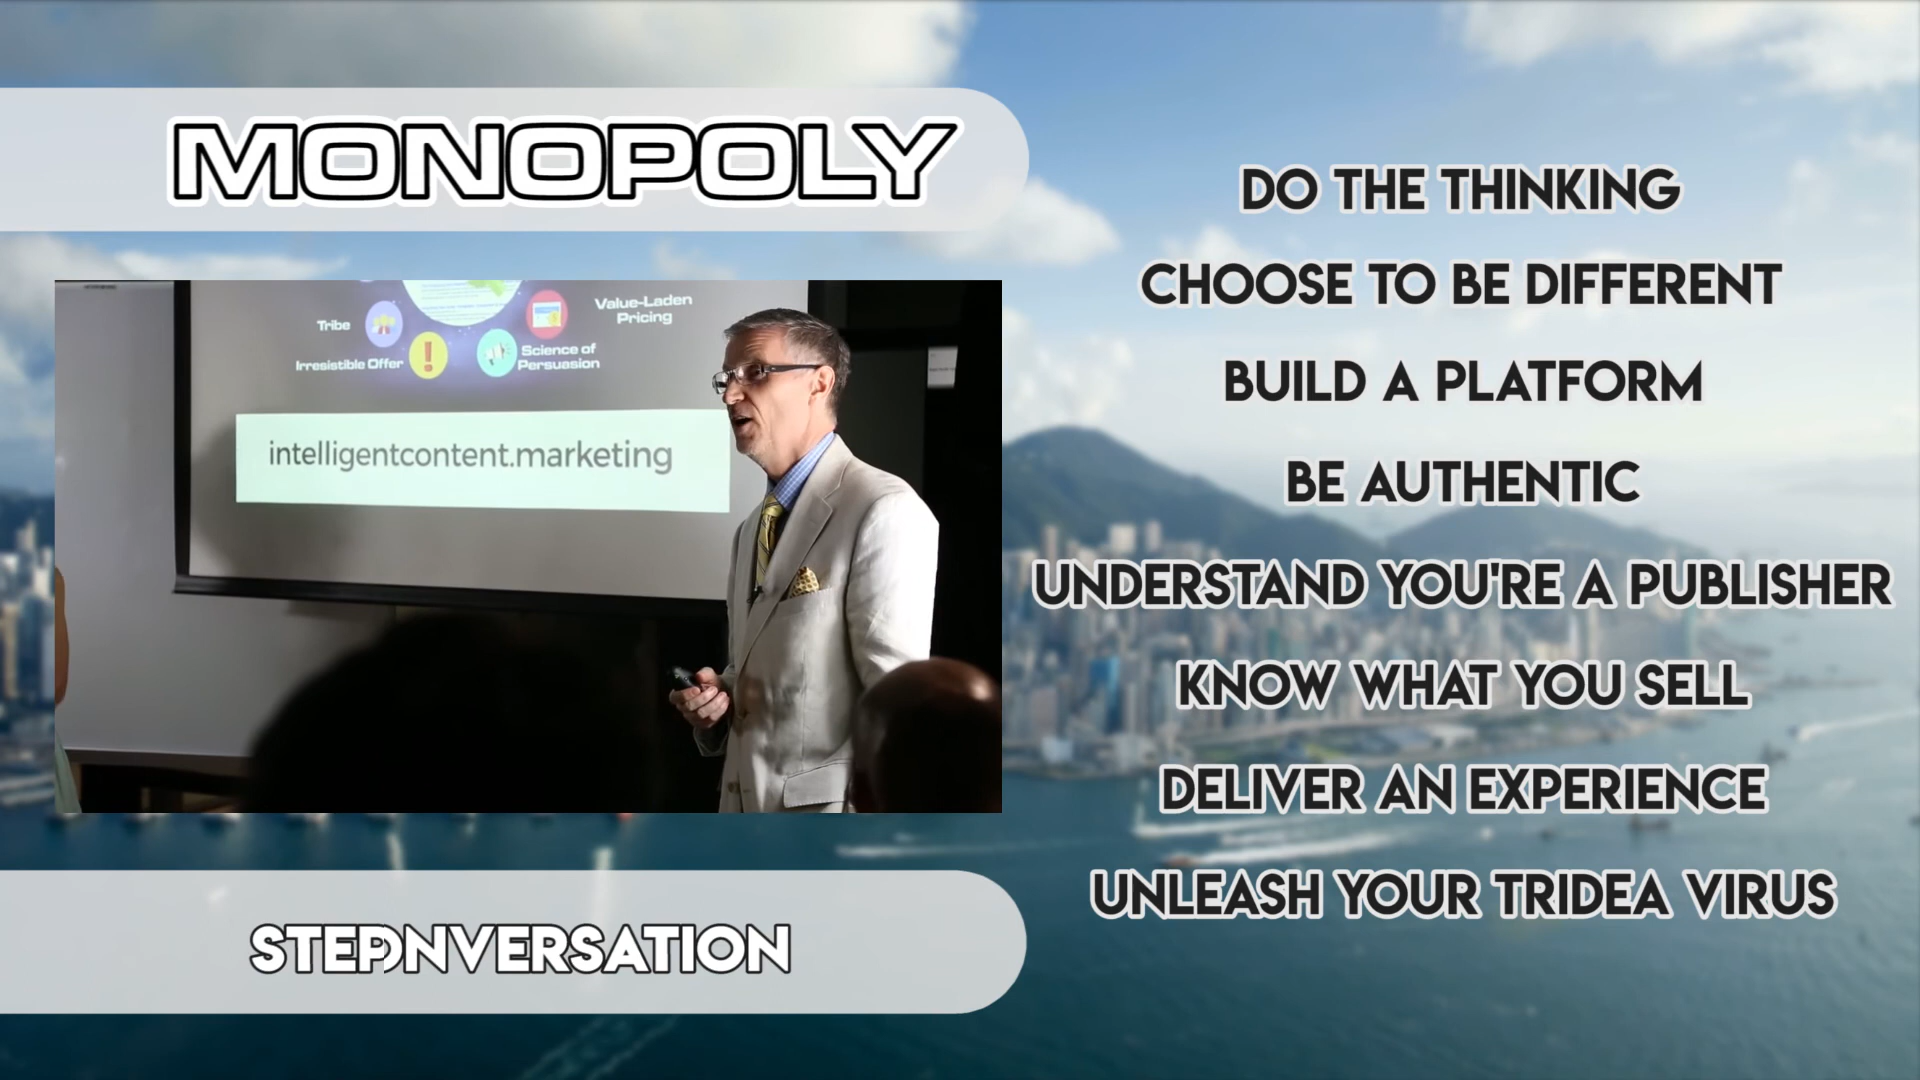 MONOPOLY
DO THE THINKING
CHOOSE TO BE DIFFERENT
BUILD A PLATFORM
BE AUTHENTIC
UNDERSTAND YOU'RE A PUBLISHER
KNOW WHAT YOU SELL
DELIVER AN EXPERIENCE
UNLEASH YOUR TRIDEA VIRUS
Value-Laden
Pricing
Tribe
Irresistible Offer
Science of
Persuasion
intelligentcontent.marketing